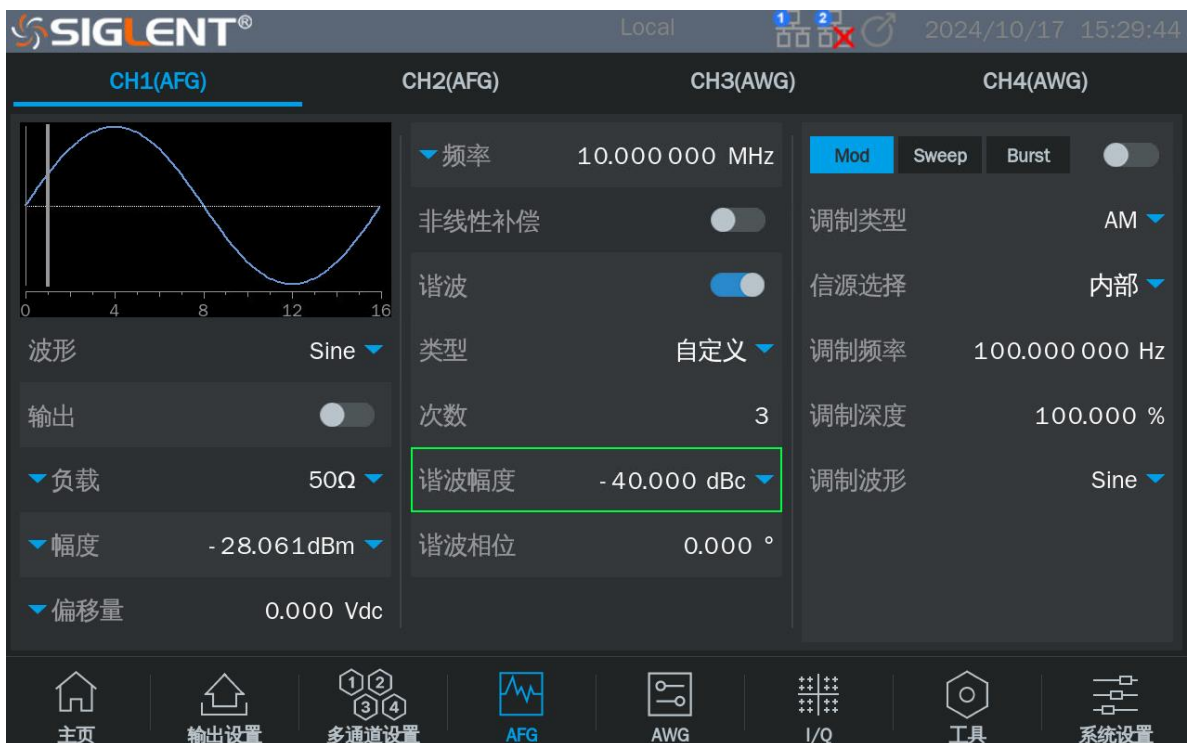 SIGLENT®
Local
1 2
2024/10/17 15:29:44
CH1(AFG)
CH2(AFG)
CH3(AWG)
CH4(AWG)
0 4 8 12 16
波形 Sine
输出
负载 50Ω
幅度 -28.061dBm
偏移量 0.000 Vdc
频率 10.000 000 MHz
非线性补偿
谐波
类型 自定义
次数 3
谐波幅度 -40.000 dBc
谐波相位 0.000 °
Mod Sweep Burst
调制类型 AM
信源选择 内部
调制频率 100.000 000 Hz
调制深度 100.000 %
调制波形 Sine
1 2 3 4
主页
输出设置
多通道设置
AFG
AWG
I/Q
工具
系统设置